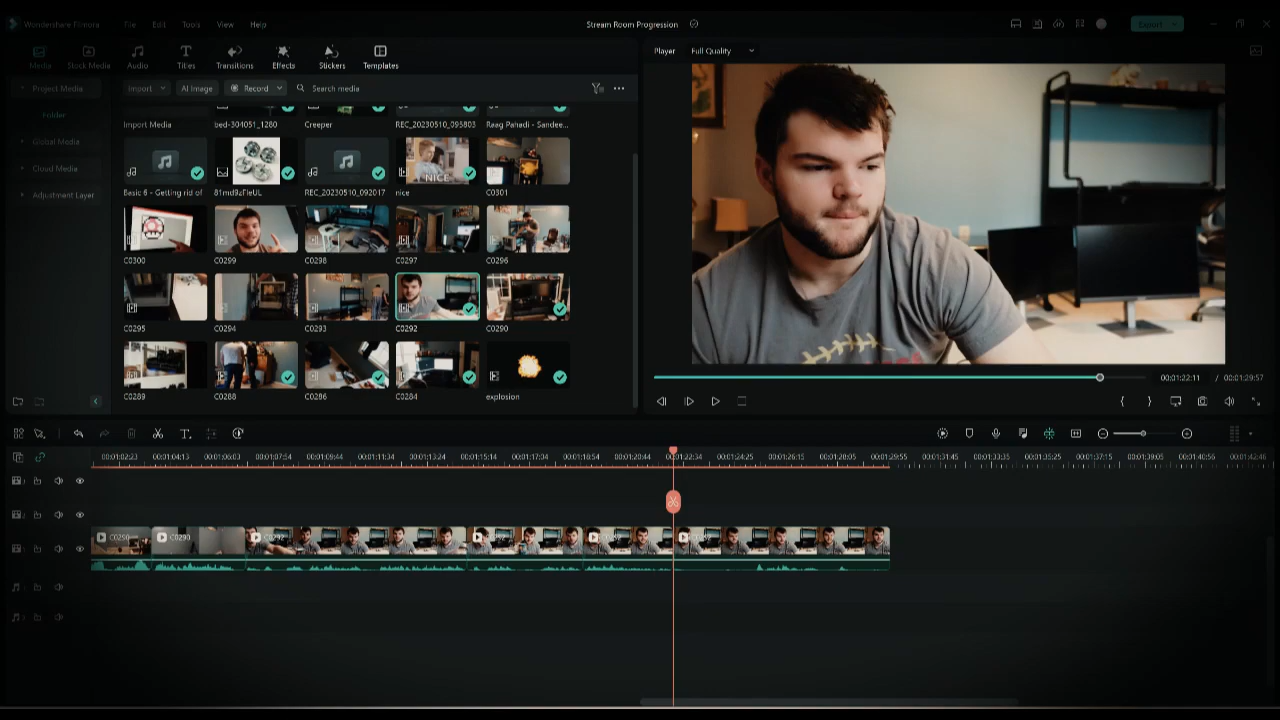 Wondershare Filmora File Edit Tools View Help Stream Room Progression Export
Media Stock Media Audio Titles Transitions Effects Stickers Templates
Player Full Quality
Project Media Import AI Image Record Search media
Folder
Global Media
Cloud Media
Adjustment Layer
Import Media bed-304051_1280 Creeper REC_20230510_095803 Raag Pahadi - Sandee...
NICE
Basic 6 - Getting rid of 81md9zFleUL REC_20230510_092017 nice C0301
C0300 C0299 C0298 C0297 C0296
C0295 C0294 C0293 C0292 C0290
C0289 C0288 C0286 C0284 explosion
00:01:22:11 / 00:01:29:57
00:01:02:23 00:01:04:13 00:01:06:03 00:01:07:54 00:01:09:44 00:01:11:34 00:01:13:24 00:01:15:14 00:01:17:04 00:01:18:54 00:01:20:44 00:01:22:34 00:01:24:25 00:01:26:15 00:01:28:05 00:01:29:55 00:01:31:45 00:01:33:35 00:01:35:25 00:01:37:15 00:01:39:05 00:01:40:56 00:01:42:46
C0290 C0290 C0292